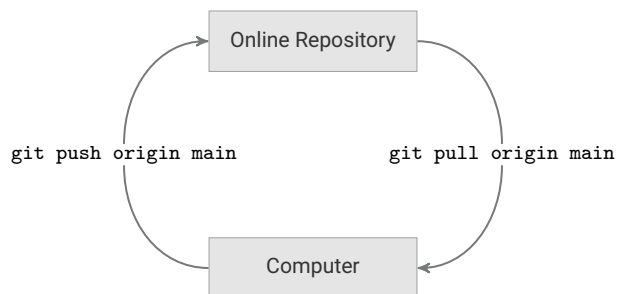 Online Repository
git push origin main
git pull origin main
Computer